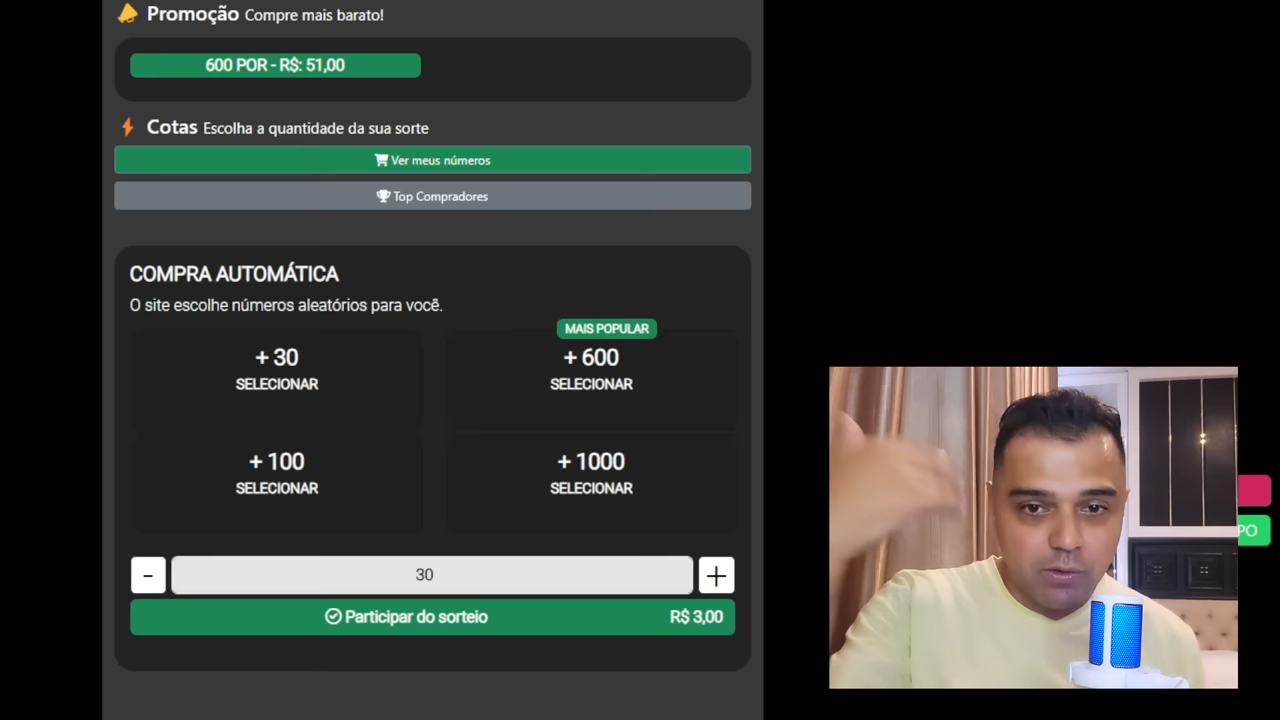 Promoção Compre mais barato!
600 POR - R$: 51,00
Cotas Escolha a quantidade da sua sorte
Ver meus números
Top Compradores
COMPRA AUTOMÁTICA
O site escolhe números aleatórios para você.
MAIS POPULAR
+ 30
SELECIONAR
+ 600
SELECIONAR
+ 100
SELECIONAR
+ 1000
SELECIONAR
- 30 +
Participar do sorteio R$ 3,00
PO